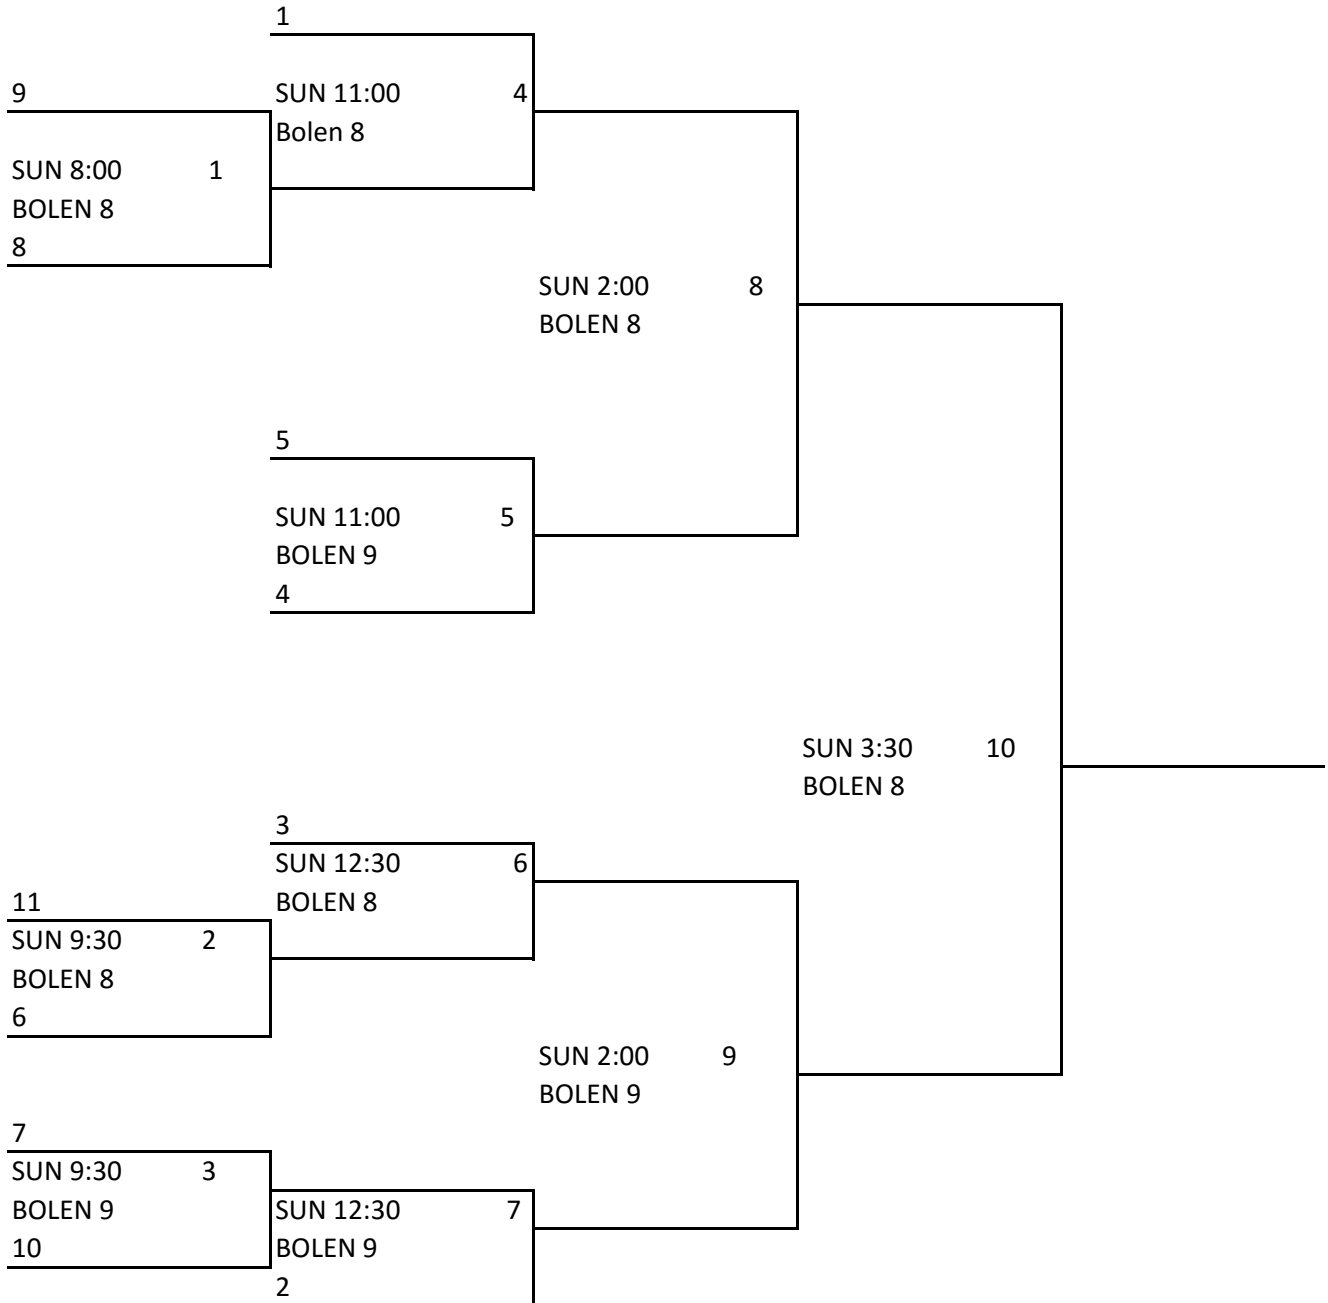 1
9
SUN 11:00 4
Bolen 8
SUN 8:00 1
BOLEN 8
8
SUN 2:00 8
BOLEN 8
5
SUN 11:00 5
BOLEN 9
4
SUN 3:30 10
BOLEN 8
3
SUN 12:30 6
BOLEN 8
11
SUN 9:30 2
BOLEN 8
6
SUN 2:00 9
BOLEN 9
7
SUN 9:30 3
BOLEN 9
10
SUN 12:30 7
BOLEN 9
2